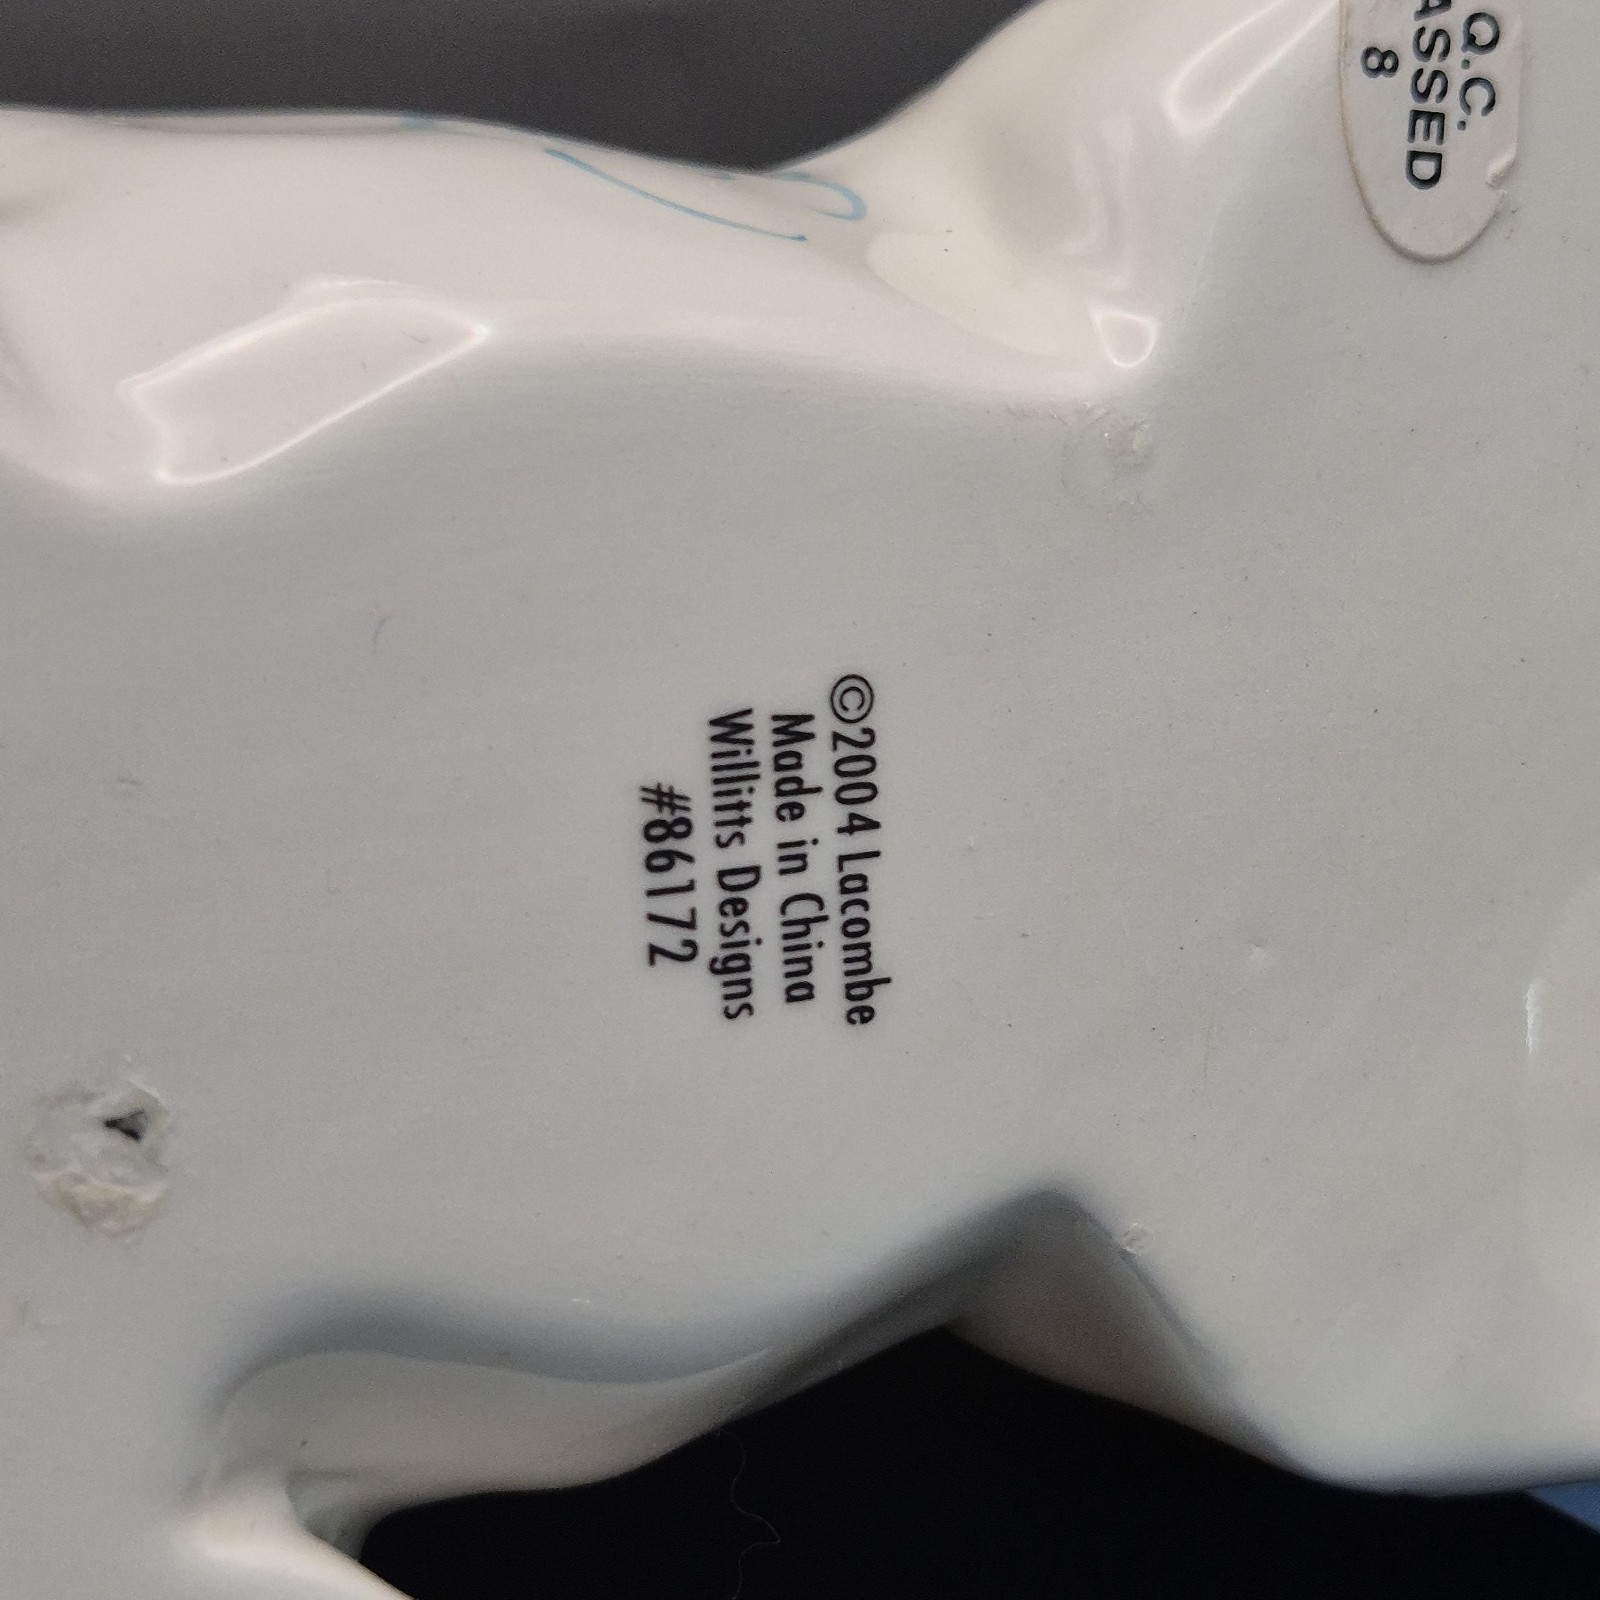 Q.C.
ASSED
8
©2004 Lacombe
Made in China
Willitts Designs
#86172